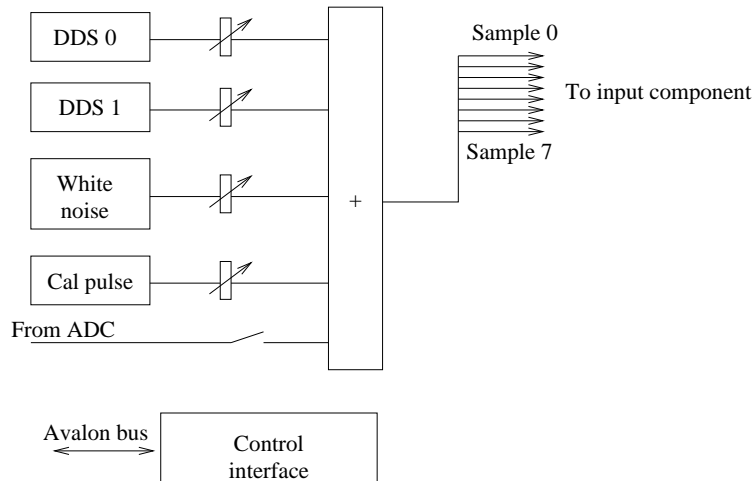 DDS 0
Sample 0
To input component
DDS 1
Sample 7
White
noise
+
Cal pulse
From ADC
Avalon bus
Control
interface